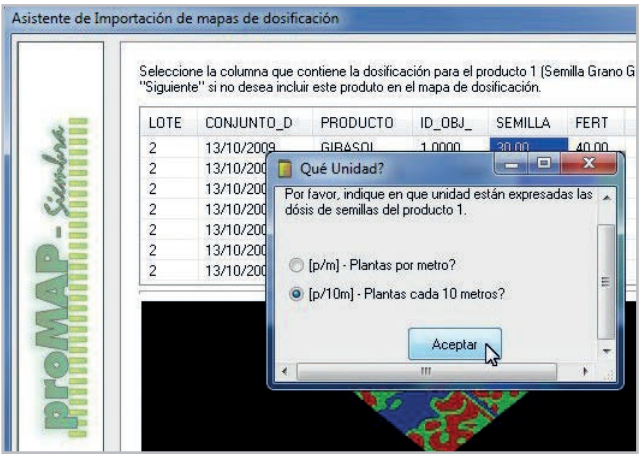 Asistente de Importación de mapas de dosificación
Seleccione la columna que contiene la dosificación para el producto 1 (Semilla Grano G
"Siguiente" si no desea incluir este produto en el mapa de dosificación.
LOTE CONJUNTO_D PRODUCTO ID_OBJ_ SEMILLA FERT
2 13/10/2009 GIRASOL 1.0000 30.00 40.00
2 13/10/200
2 13/10/200
2 13/10/200
2 13/10/200
2 13/10/200
2 13/10/200
Qué Unidad?
Por favor, indique en que unidad están expresadas las
dósis de semillas del producto 1.
[p/m] - Plantas por metro?
[p/10m] - Plantas cada 10 metros?
Aceptar
proMAP - Siembra